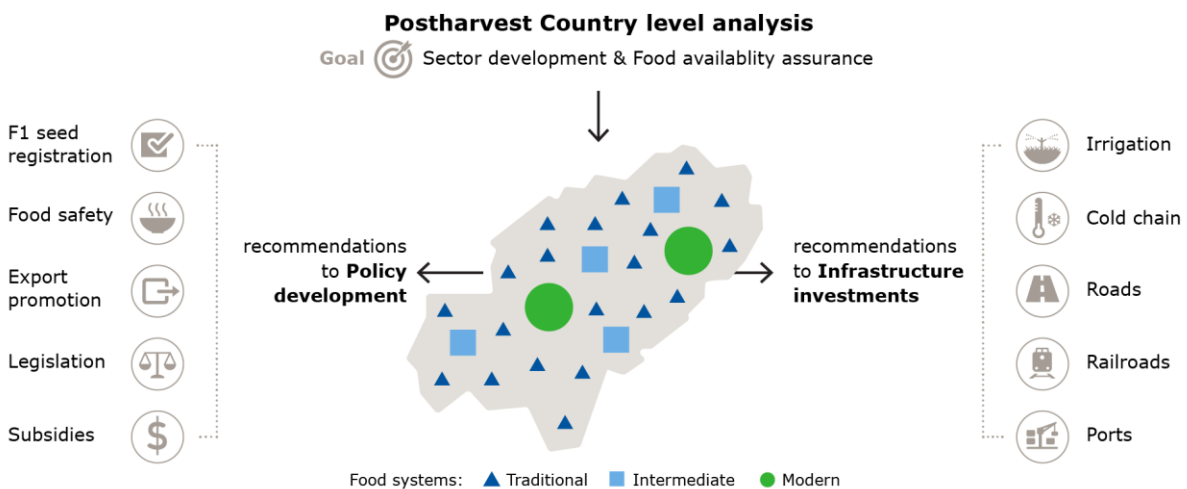 Postharvest Country level analysis
Goal Sector development & Food availablity assurance
F1 seed
registration
Food safety
Export
promotion
Legislation
Subsidies
recommendations
to Policy
development
recommendations
to Infrastructure
investments
Irrigation
Cold chain
Roads
Railroads
Ports
Food systems: Traditional Intermediate Modern